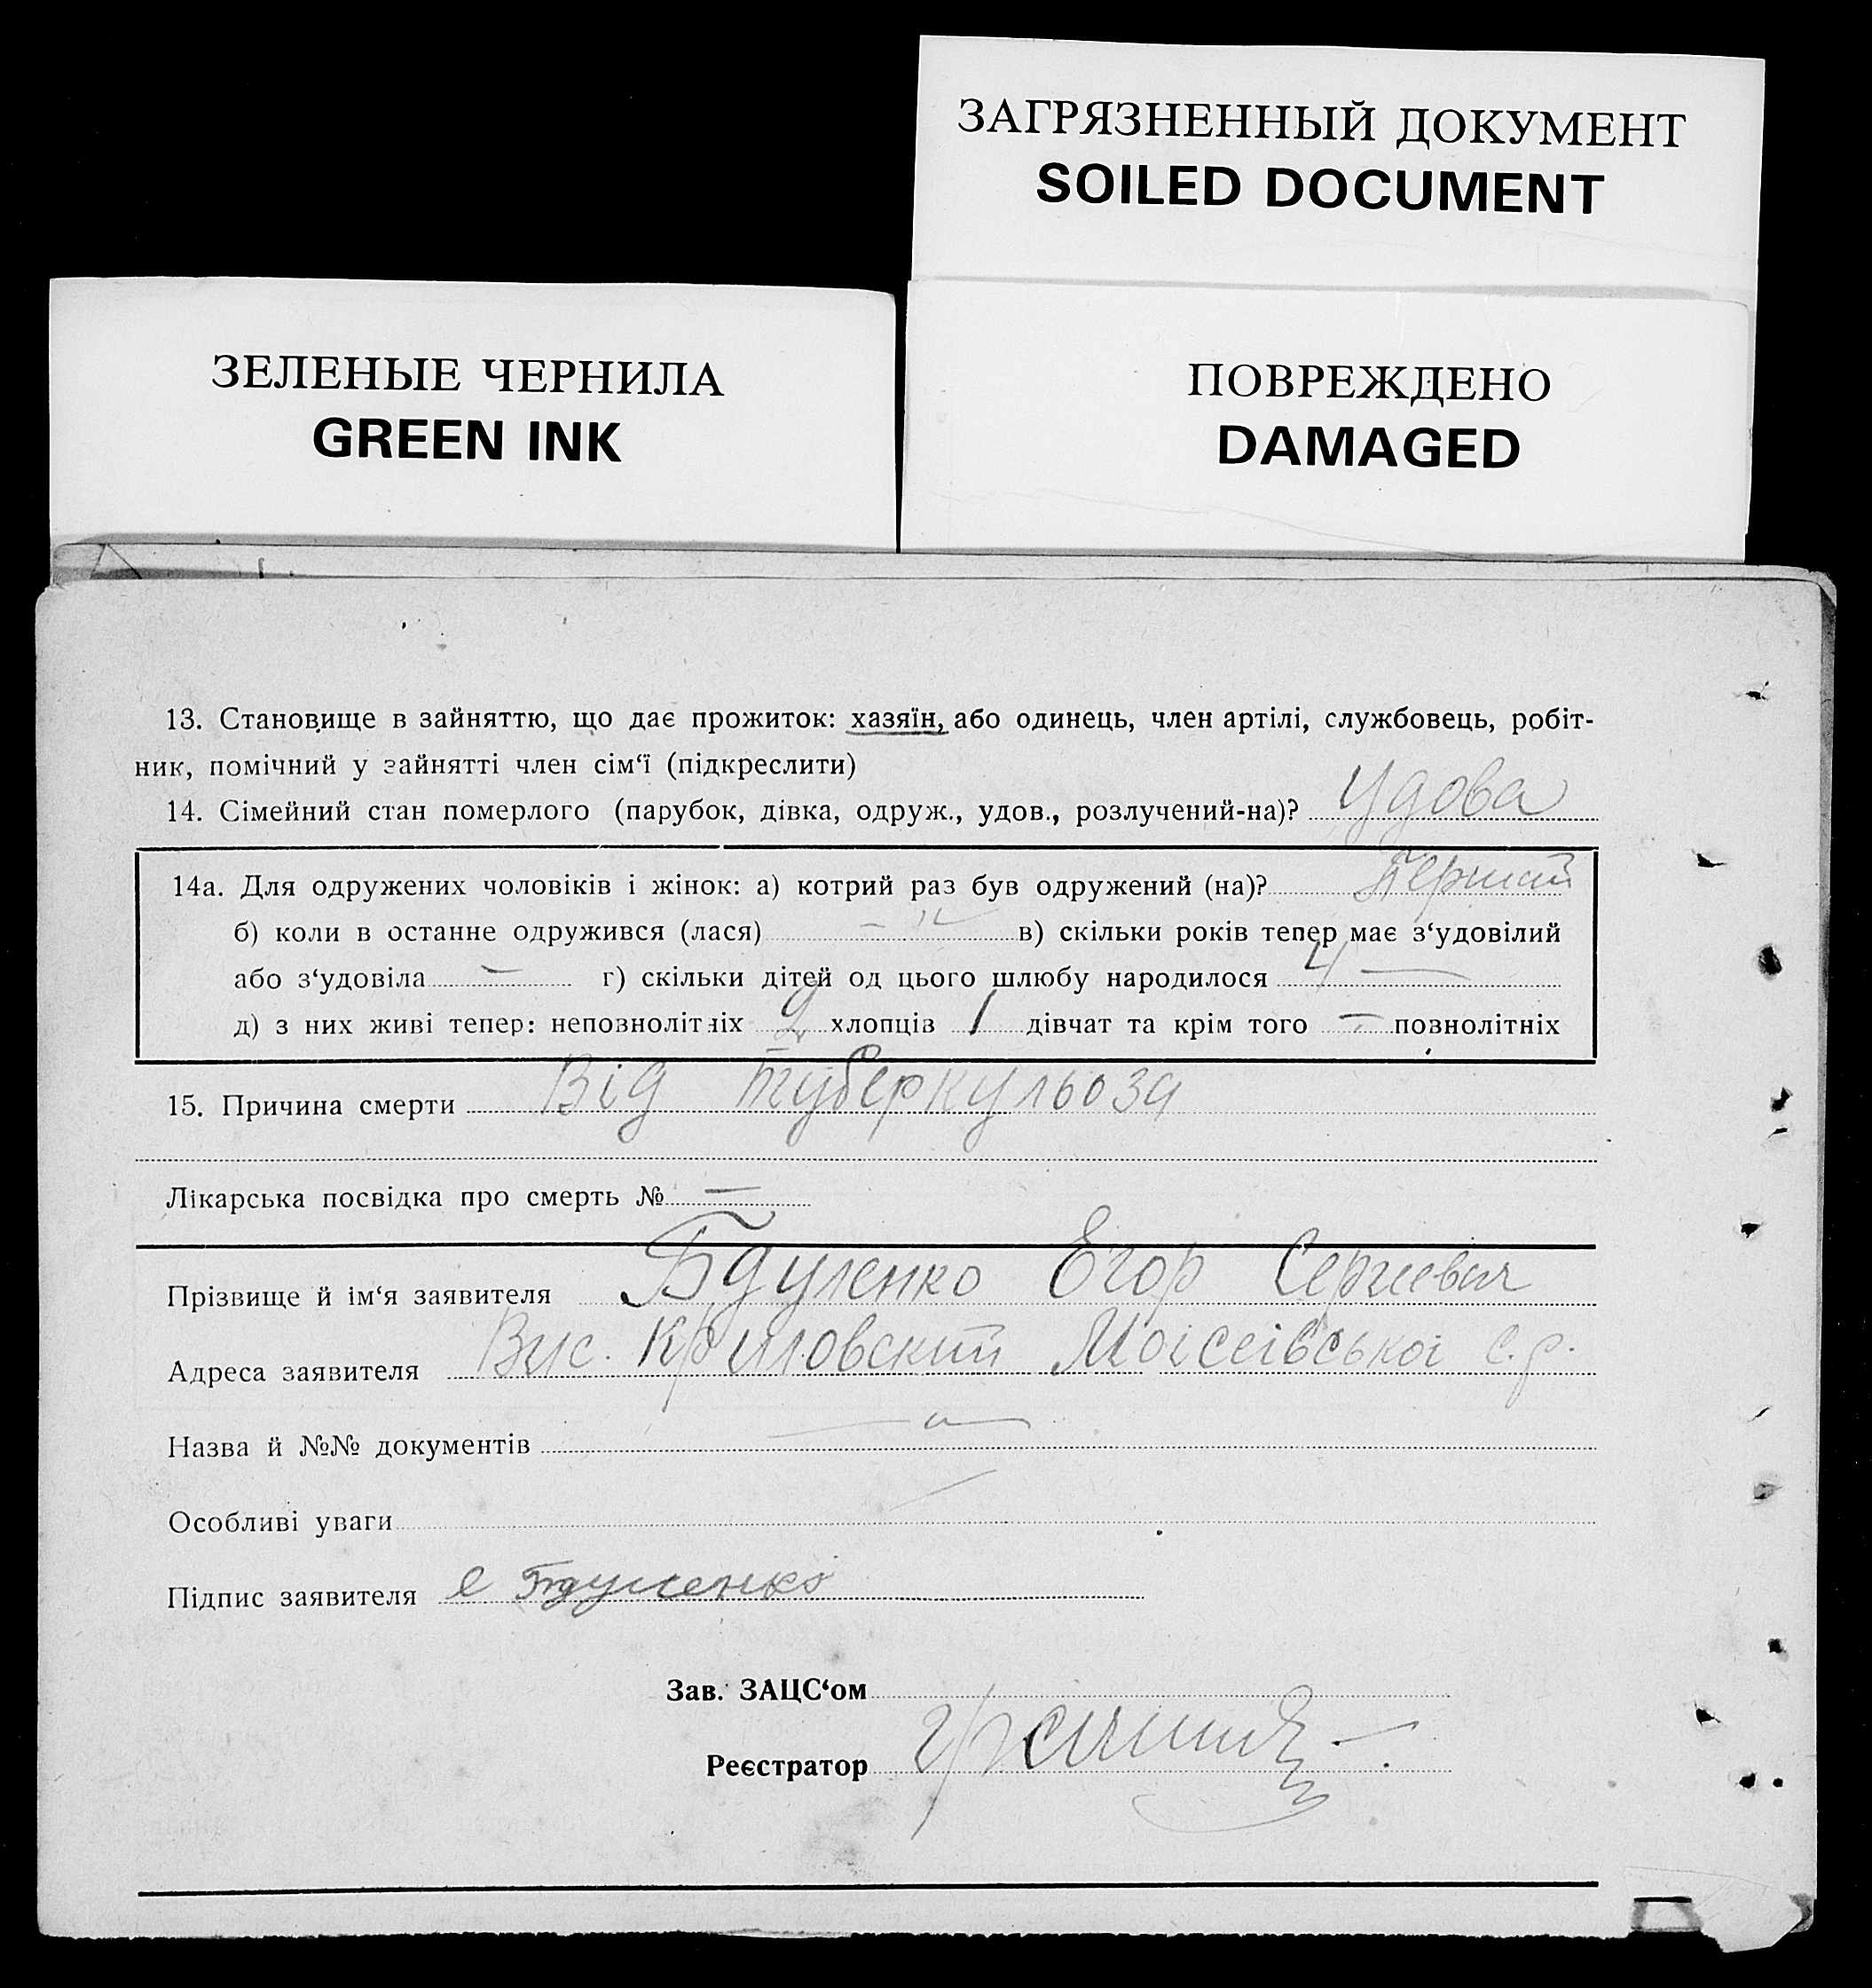 ЗАГРЯЗНЕННЫЙ ДОКУМЕНТ
SOILED DOCUMENT
ЗЕЛЕНЫЕ ЧЕРНИЛА
GREEN INK
ПОВРЕЖДЕНО
DAMAGED
13. Становище в зайняттю, що дає прожиток: хазяїн, або одинець, член артілі, службовець, робіт-
ник, помічний у зайнятті член сім‘ї (підкреслити)
14. Сімейний стан померлого (парубок, дівка, одруж., удов., розлучений-на)? Удова
14а. Для одружених чоловіків і жінок: а) котрий раз був одружений (на)? Перший
б) коли в останне одружився (лася) — „ — в) скільки років тепер має з‘удовілий
або з‘удовіла — г) скільки дітей од цього шлюбу народилося 4 —
д) з них живі тепер: неповнолітніх 2 хлопців 1 дівчат та крім того — повнолітніх
15. Причина смерти Від туберкульоза
Лікарська посвідка про смерть № —
Прізвище й ім‘я заявителя Бдуленко Єгор Сергиевич
Адреса заявителя Вис. Криловский Моісеівськоі с.р.
Назва й №№ документів — „ —
Особливі уваги —
Підпис заявителя Є Бдуленко
Зав. ЗАЦС‘ом
Реєстратор